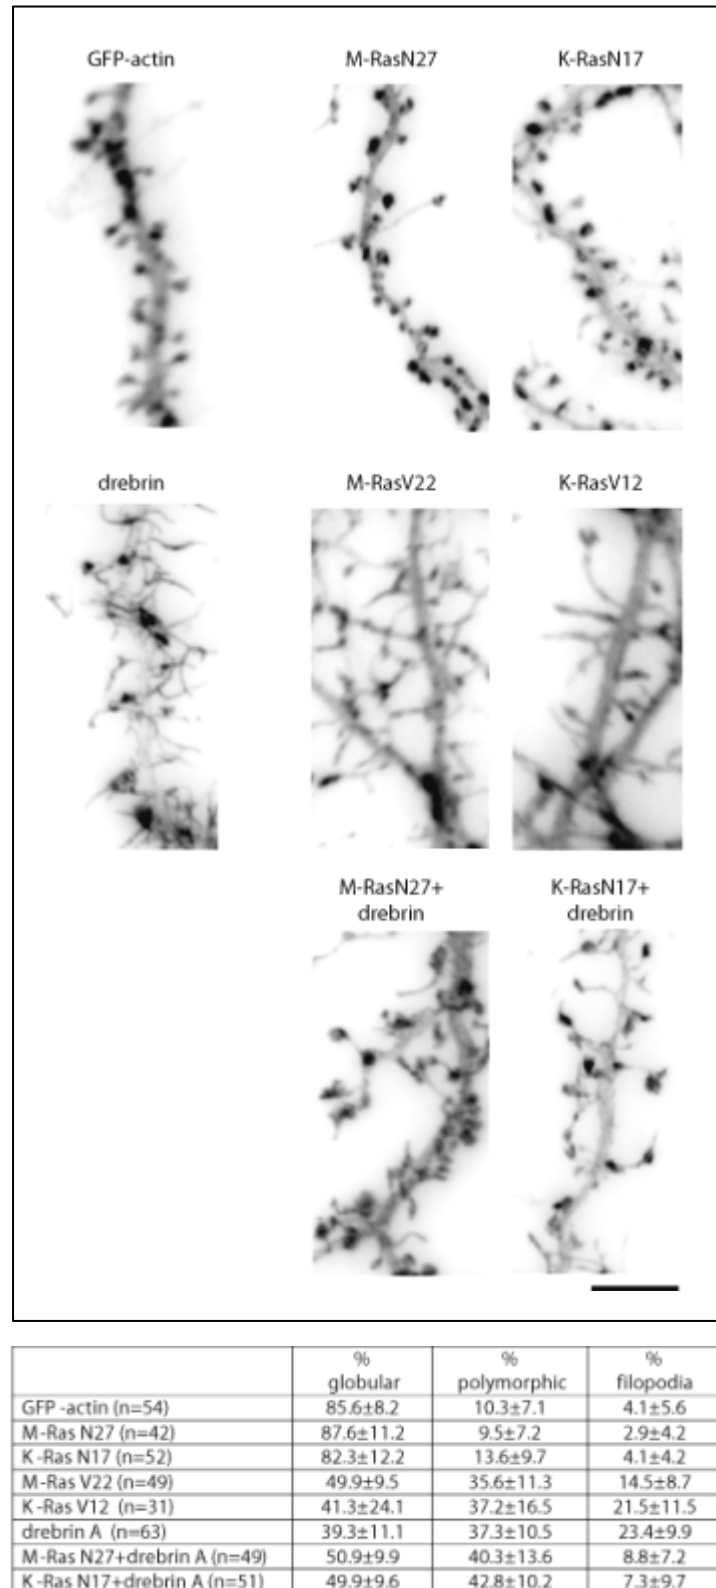 GFP-actin M-RasN27 K-RasN17
drebrin M-RasV22 K-RasV12
M-RasN27+ K-RasN17+
drebrin drebrin
% % %
globular polymorphic filopodia
GFP -actin (n=54) 85.6±8.2 10.3±7.1 4.1±5.6
M-Ras N27 (n=42) 87.6±11.2 9.5±7.2 2.9±4.2
K-Ras N17 (n=52) 82.3±12.2 13.6±9.7 4.1±4.2
M-Ras V22 (n=49) 49.9±9.5 35.6±11.3 14.5±8.7
K-Ras V12 (n=31) 41.3±24.1 37.2±16.5 21.5±11.5
drebrin A (n=63) 39.3±11.1 37.3±10.5 23.4±9.9
M-Ras N27+drebrin A (n=49) 50.9±9.9 40.3±13.6 8.8±7.2
K-Ras N17+drebrin A (n=51) 49.9±9.6 42.8±10.2 7.3±9.7